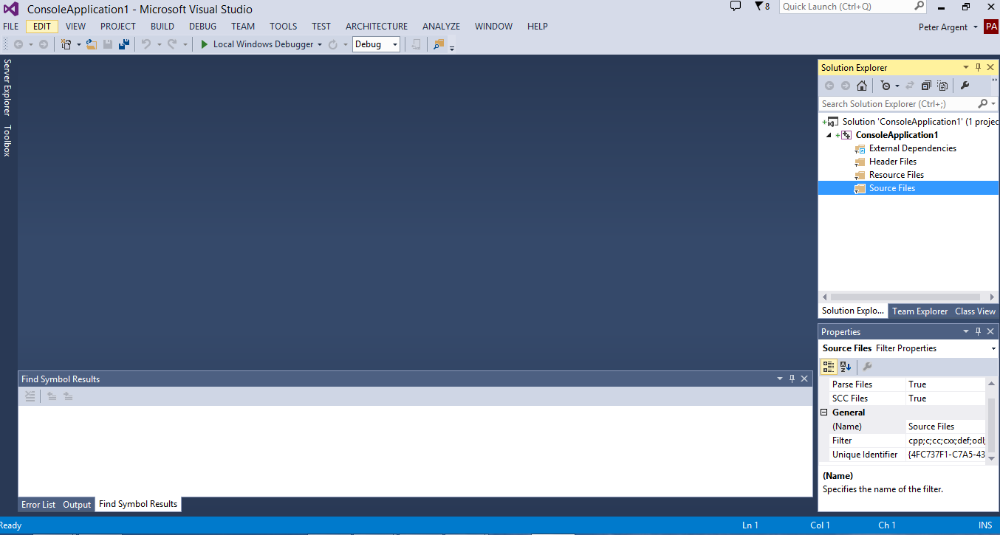 ConsoleApplication1 - Microsoft Visual Studio
8
Quick Launch (Ctrl+Q)
FILE EDIT VIEW PROJECT BUILD DEBUG TEAM TOOLS TEST ARCHITECTURE ANALYZE WINDOW HELP
Peter Argent
PA
Local Windows Debugger
Debug
Server Explorer
Toolbox
Solution Explorer
Search Solution Explorer (Ctrl+;)
Solution 'ConsoleApplication1' (1 projec
ConsoleApplication1
External Dependencies
Header Files
Resource Files
Source Files
Solution Explo... Team Explorer Class View
Properties
Source Files Filter Properties
Parse Files True
SCC Files True
General
(Name) Source Files
Filter cpp;c;cc;cxx;def;odl;
Unique Identifier {4FC737F1-C7A5-43
(Name)
Specifies the name of the filter.
Find Symbol Results
Error List Output Find Symbol Results
Ready
Ln 1 Col 1 Ch 1 INS